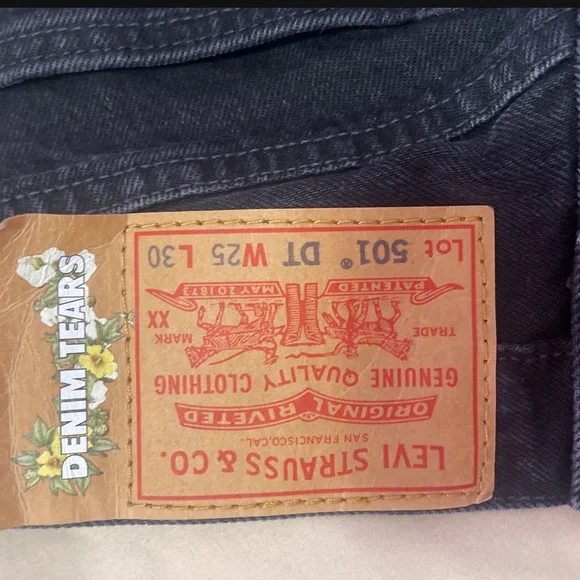 LEVI STRAUSS & CO.
SAN FRANCISCO, CAL.
ORIGINAL RIVETED
GENUINE QUALITY CLOTHING
TRADE MARK
XX
PATENTED
MAY 20 1873
Lot 501® DT W25 L30
DENIM TEARS